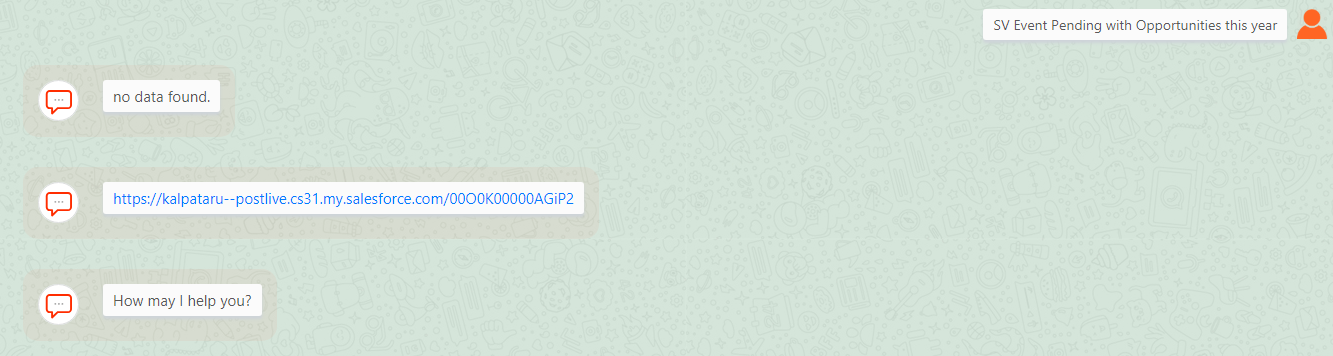 SV Event Pending with Opportunities this year
no data found.
https://kalpataru--postlive.cs31.my.salesforce.com/00O0K00000AGiP2
How may I help you?